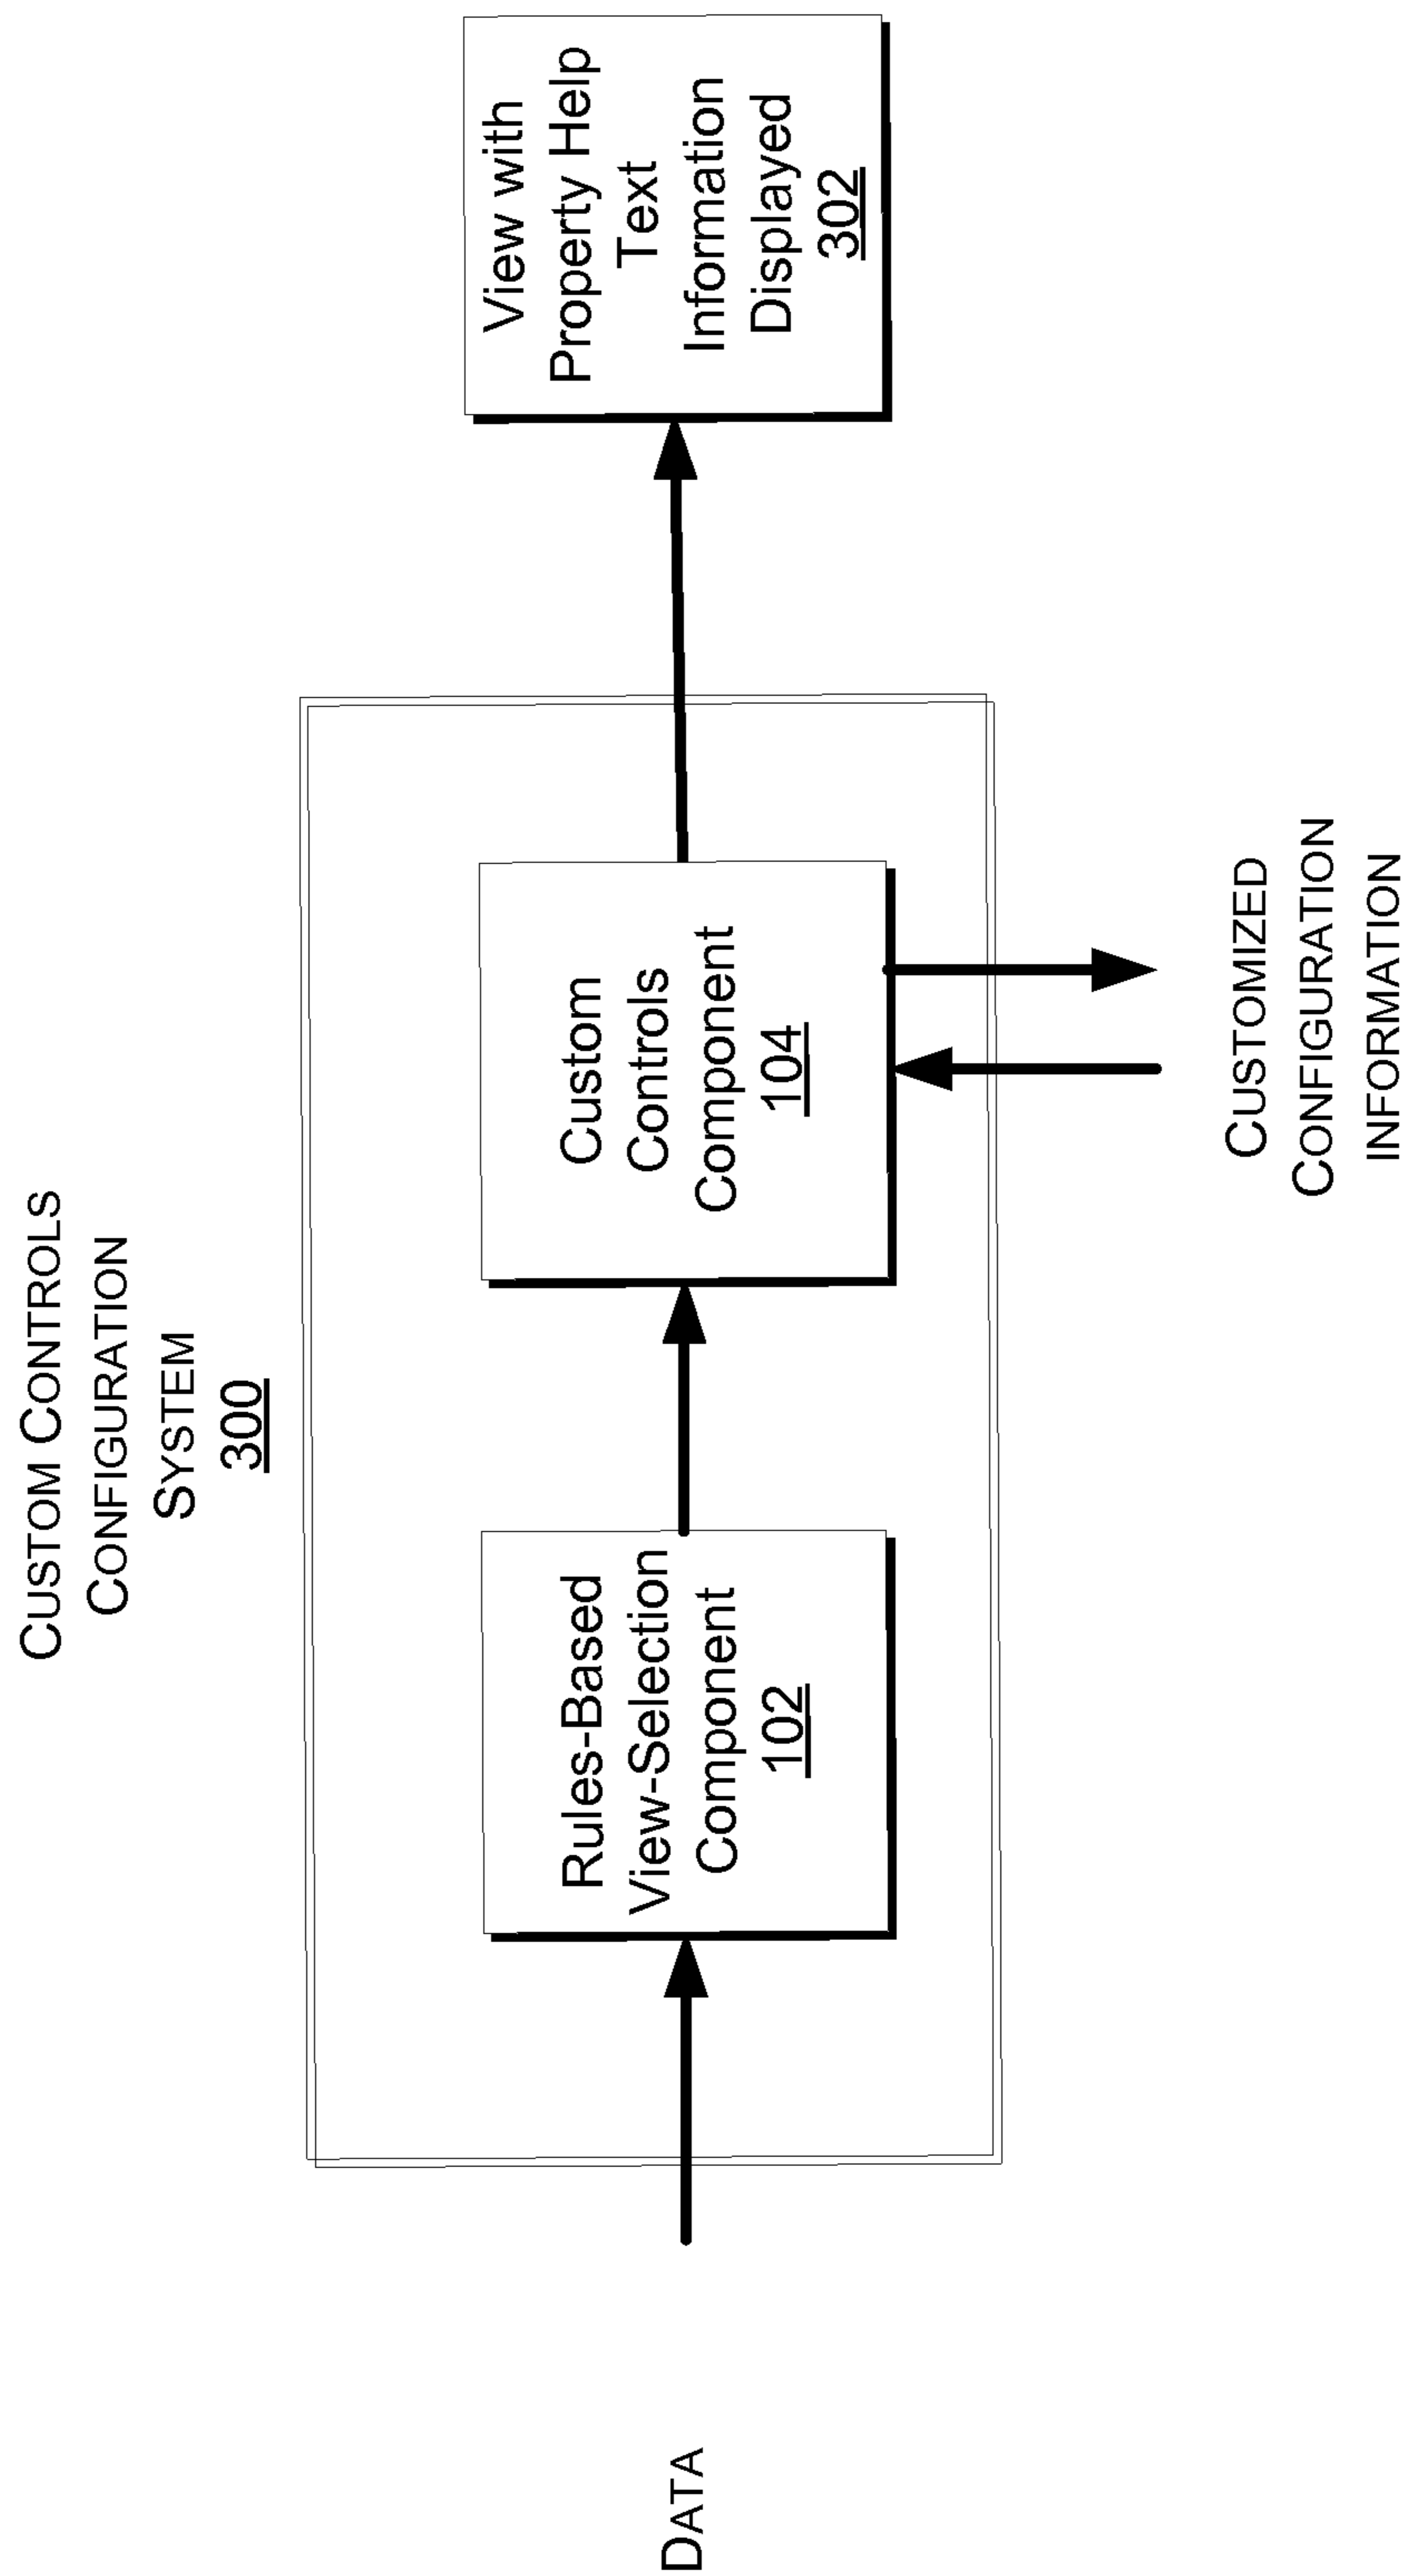 CUSTOM CONTROLS
CONFIGURATION
SYSTEM
300
DATA
Rules-Based
View-Selection
Component
102
Custom
Controls
Component
104
View with
Property Help
Text
Information
Displayed
302
CUSTOMIZED
CONFIGURATION
INFORMATION